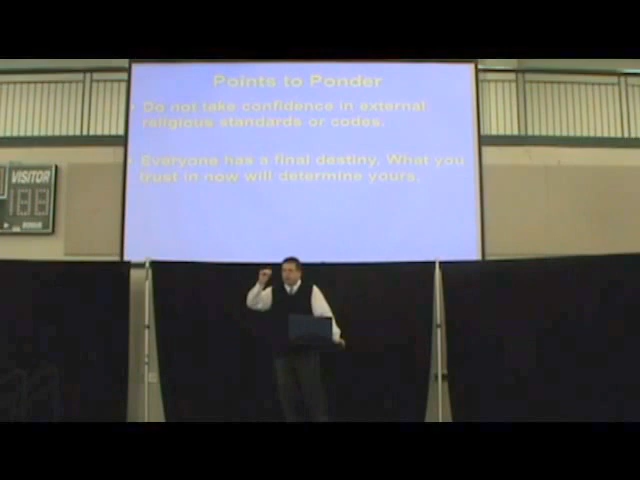 Points to Ponder
• Do not take confidence in external
religious standards or codes.
• Everyone has a final destiny. What you
trust in now will determine yours.
VISITOR
188